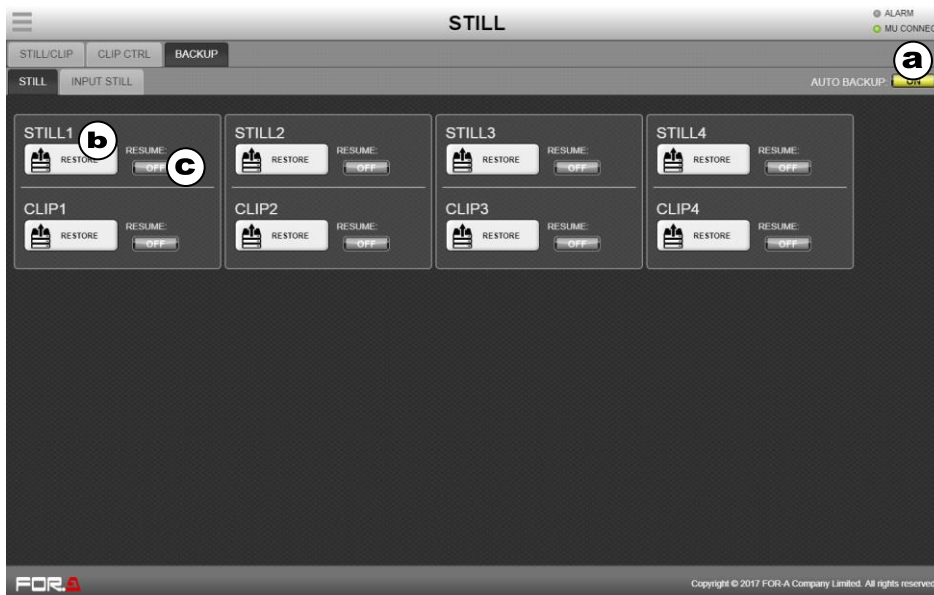 STILL
ALARM
MU CONNEC
STILL/CLIP CLIP CTRL BACKUP
STILL INPUT STILL AUTO BACKUP: ON
a
STILL1 STILL2 STILL3 STILL4
b
RESTORE RESUME: OFF RESTORE RESUME: OFF RESTORE RESUME: OFF RESTORE RESUME: OFF
c
CLIP1 CLIP2 CLIP3 CLIP4
RESTORE RESUME: OFF RESTORE RESUME: OFF RESTORE RESUME: OFF RESTORE RESUME: OFF
FOR.A Copyright © 2017 FOR-A Company Limited. All rights reserved